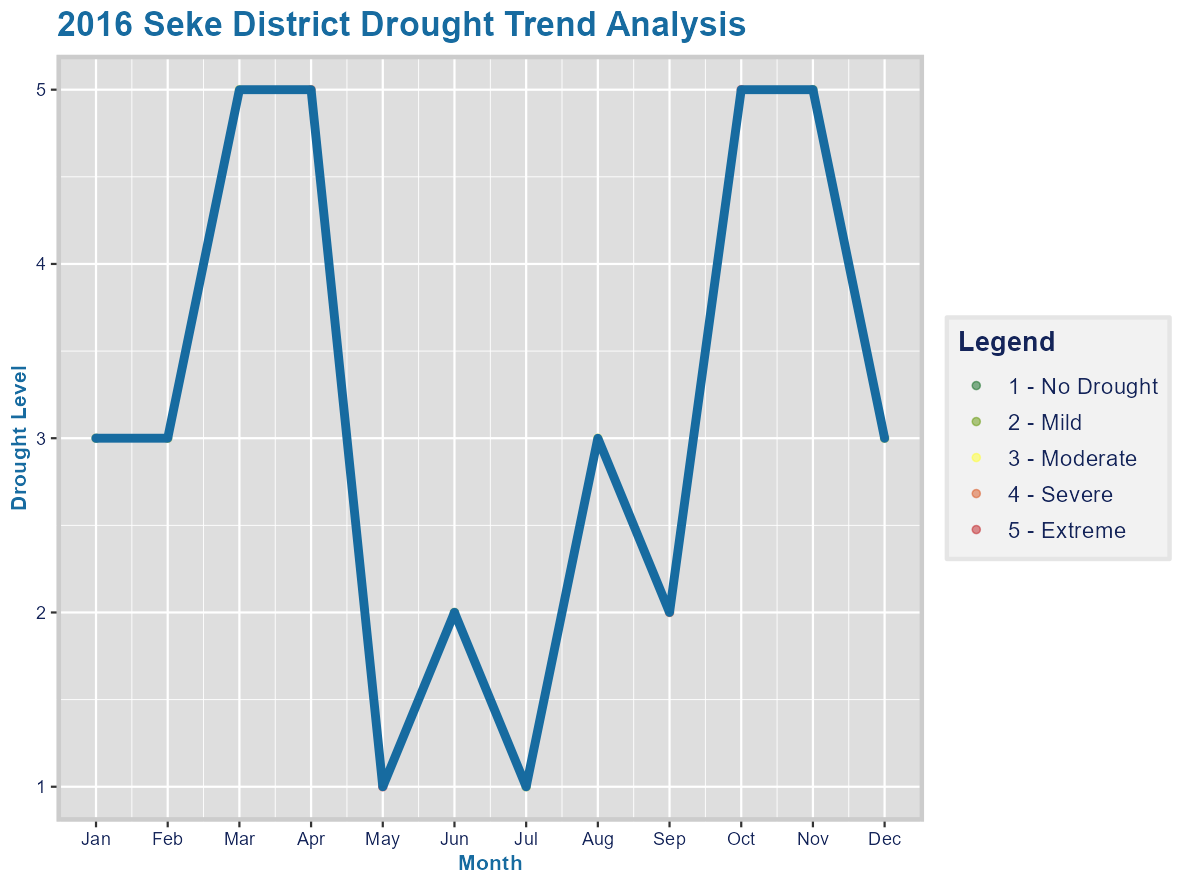 2016 Seke District Drought Trend Analysis
5
4
3
2
1
Drought Level
Jan Feb Mar Apr May Jun Jul Aug Sep Oct Nov Dec
Month
Legend
1 - No Drought
2 - Mild
3 - Moderate
4 - Severe
5 - Extreme